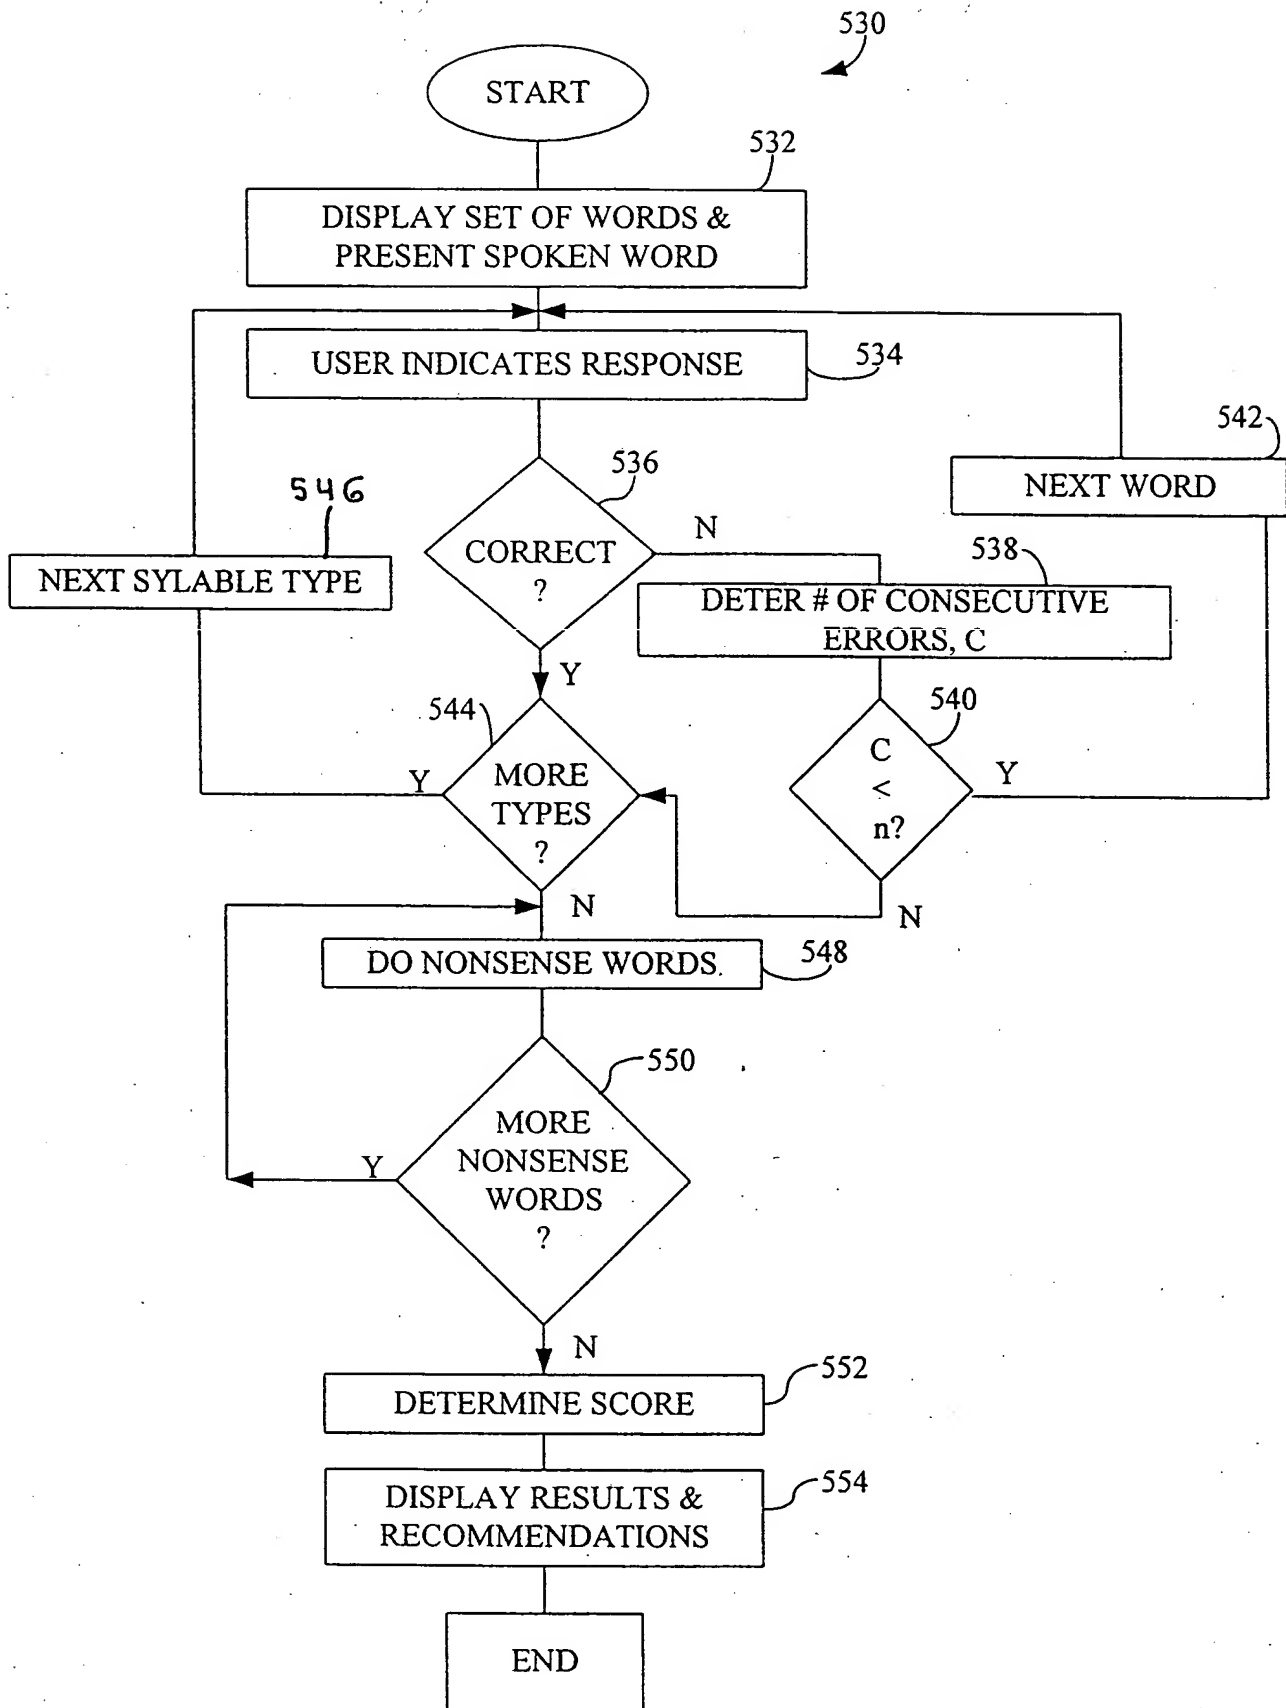 530
START
532
DISPLAY SET OF WORDS &
PRESENT SPOKEN WORD
USER INDICATES RESPONSE
534
542
NEXT WORD
536
546
CORRECT
?
N
538
NEXT SYLABLE TYPE
DETER # OF CONSECUTIVE
ERRORS, C
Y
544
540
MORE
TYPES
?
Y
C
<
n?
Y
N
N
DO NONSENSE WORDS.
548
550
MORE
NONSENSE
WORDS
?
Y
N
552
DETERMINE SCORE
554
DISPLAY RESULTS &
RECOMMENDATIONS
END